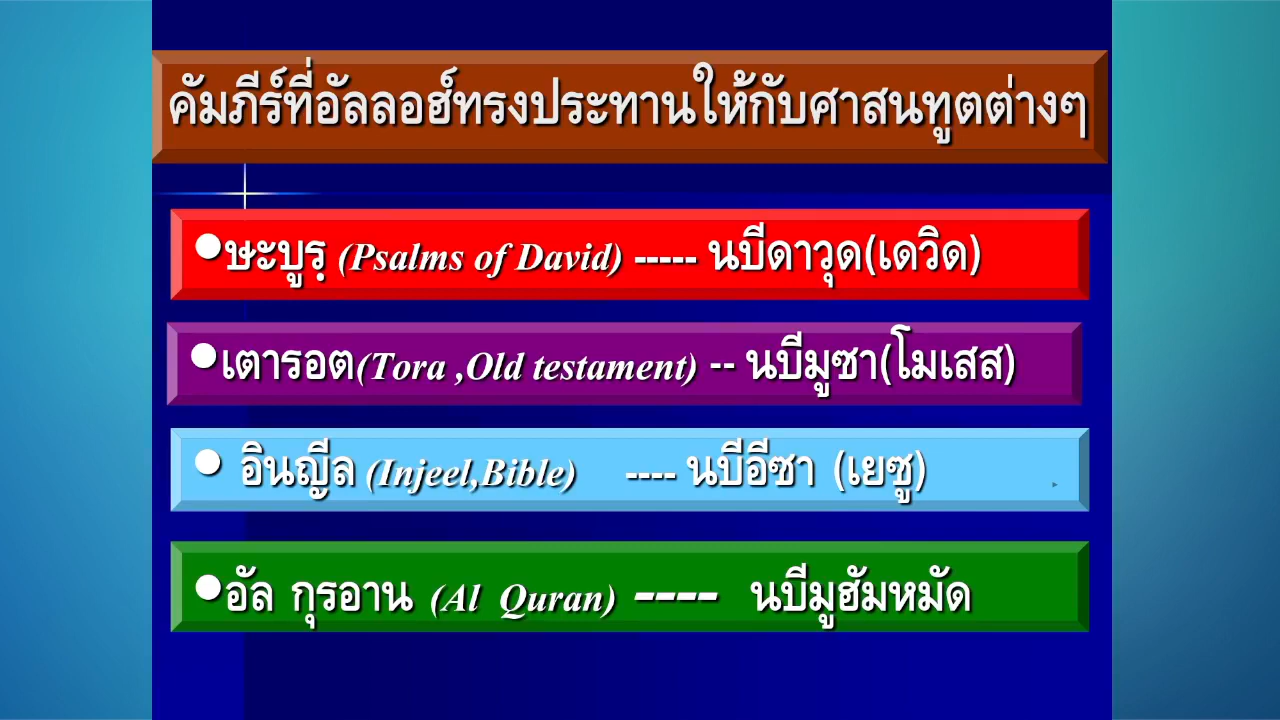 คัมภีร์ที่อัลลอฮ์ทรงประทานให้กับศาสนทูตต่างๆ
•ษะบูรฺ (Psalms of David) ----- นบีดาวุด(เดวิด)
•เตารอต(Tora ,Old testament) -- นบีมูซา(โมเสส)
• อินญีล (Injeel,Bible) ---- นบีอีซา (เยซู)
•อัล กุรอาน (Al Quran) ---- นบีมูฮัมหมัด